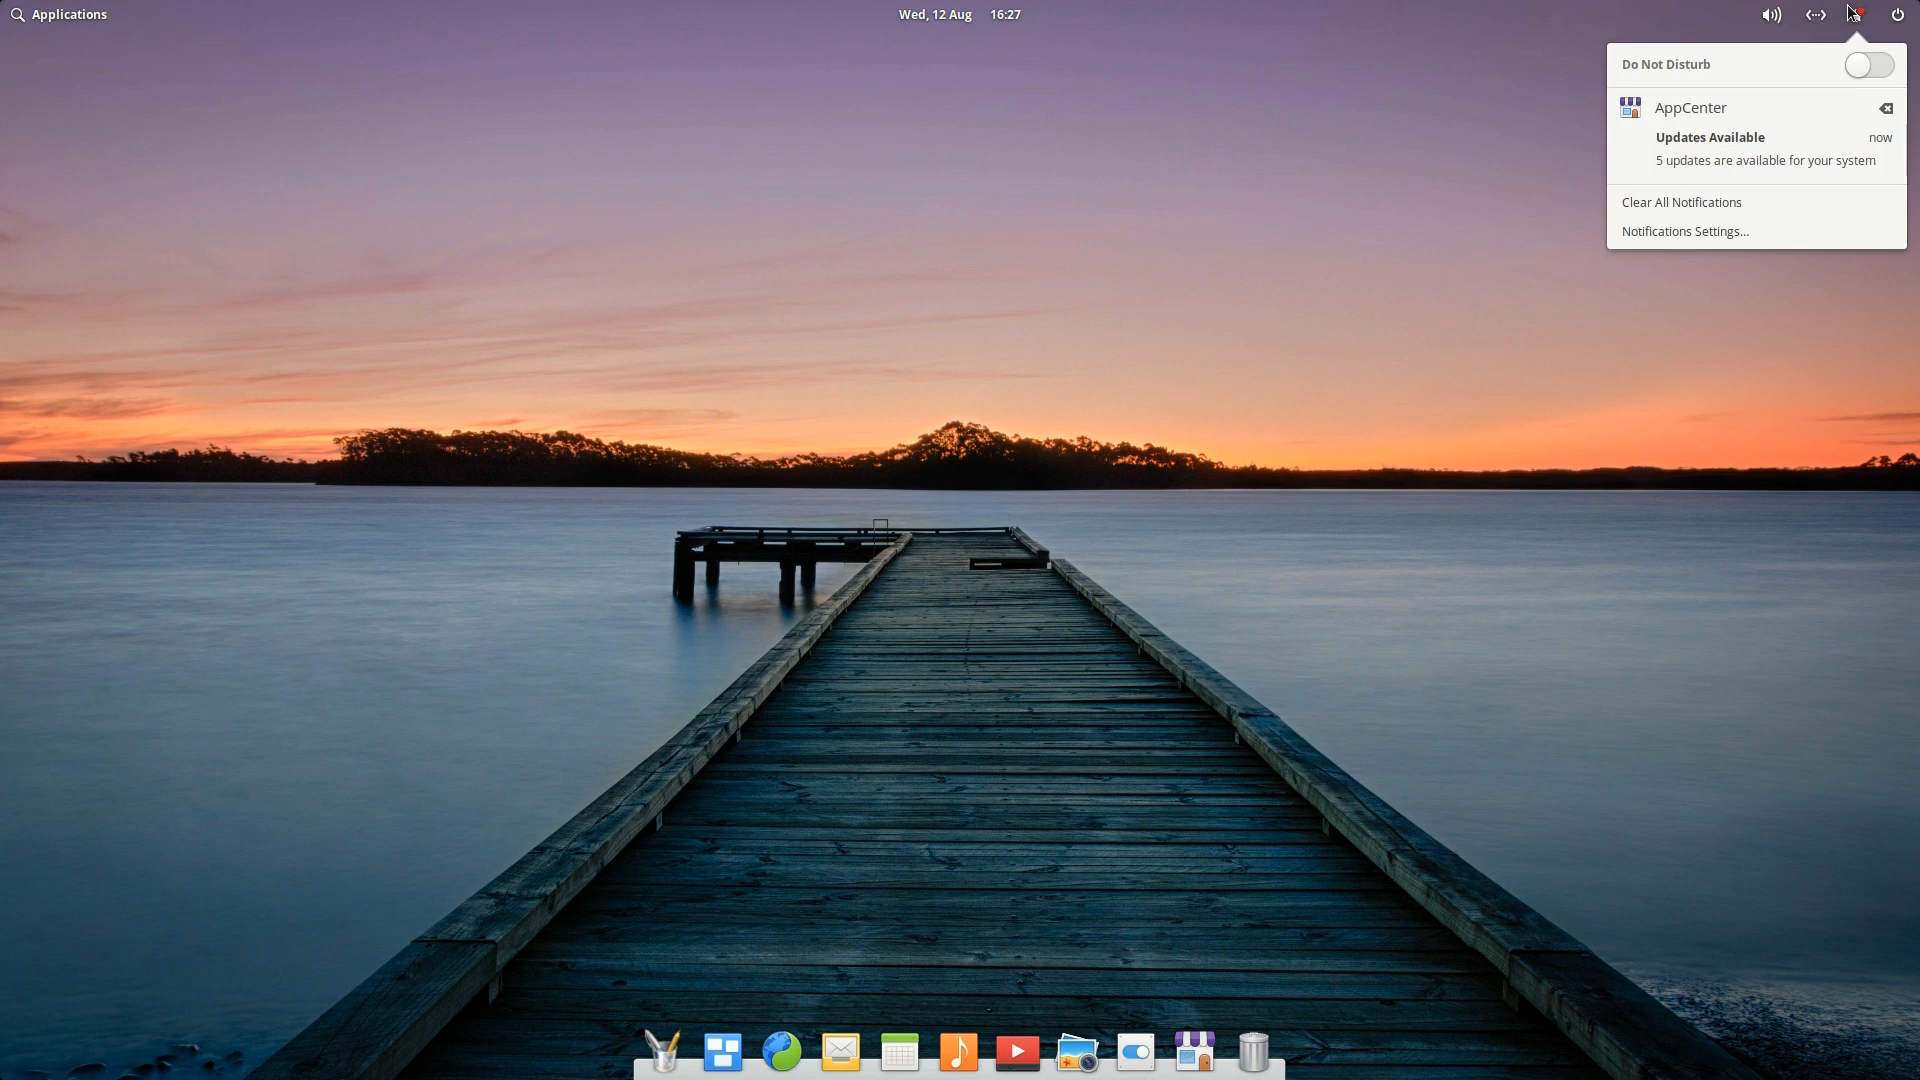 Applications
Wed, 12 Aug 16:27
Do Not Disturb
AppCenter
Updates Available now
5 updates are available for your system
Clear All Notifications
Notifications Settings...